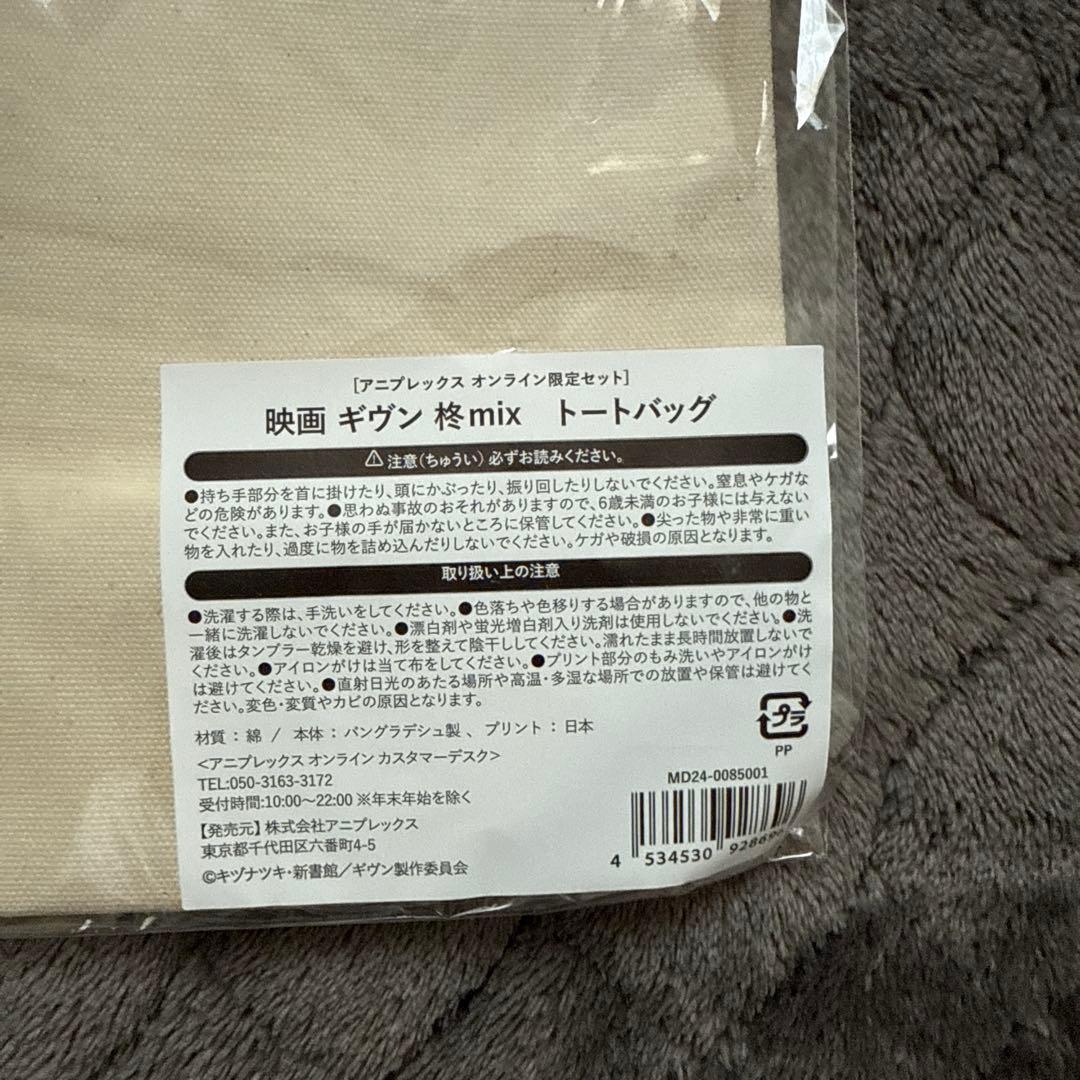 [アニプレックス オンライン限定セット]
映画 ギヴン 柊mix　トートバッグ
⚠注意(ちゅうい)必ずお読みください。
●持ち手部分を首に掛けたり、頭にかぶったり、振り回したりしないでください。窒息やケガな
どの危険があります。●思わぬ事故のおそれがありますので、6歳未満のお子様には与えない
でください。また、お子様の手が届かないところに保管してください。●尖った物や非常に重い
物を入れたり、過度に物を詰め込んだりしないでください。ケガや破損の原因となります。
取り扱い上の注意
●洗濯する際は、手洗いをしてください。●色落ちや色移りする場合がありますので、他の物と
一緒に洗濯しないでください。●漂白剤や蛍光増白剤入り洗剤は使用しないでください。●洗
濯後はタンブラー乾燥を避け、形を整えて陰干ししてください。濡れたまま長時間放置しないで
ください。●アイロンがけは当て布をしてください。●プリント部分のもみ洗いやアイロンがけ
は避けてください。●直射日光のあたる場所や高温・多湿な場所での放置や保管は避けてく
ださい。変色・変質やカビの原因となります。
材質：綿 / 本体：バングラデシュ製、プリント：日本
プラ
PP
<アニプレックス オンライン カスタマーデスク>
TEL:050-3163-3172
受付時間:10:00～22:00 ※年末年始を除く
【発売元】株式会社アニプレックス
東京都千代田区六番町4-5
©キヅナツキ・新書館/ギヴン製作委員会
MD24-0085001
4 534530 92869